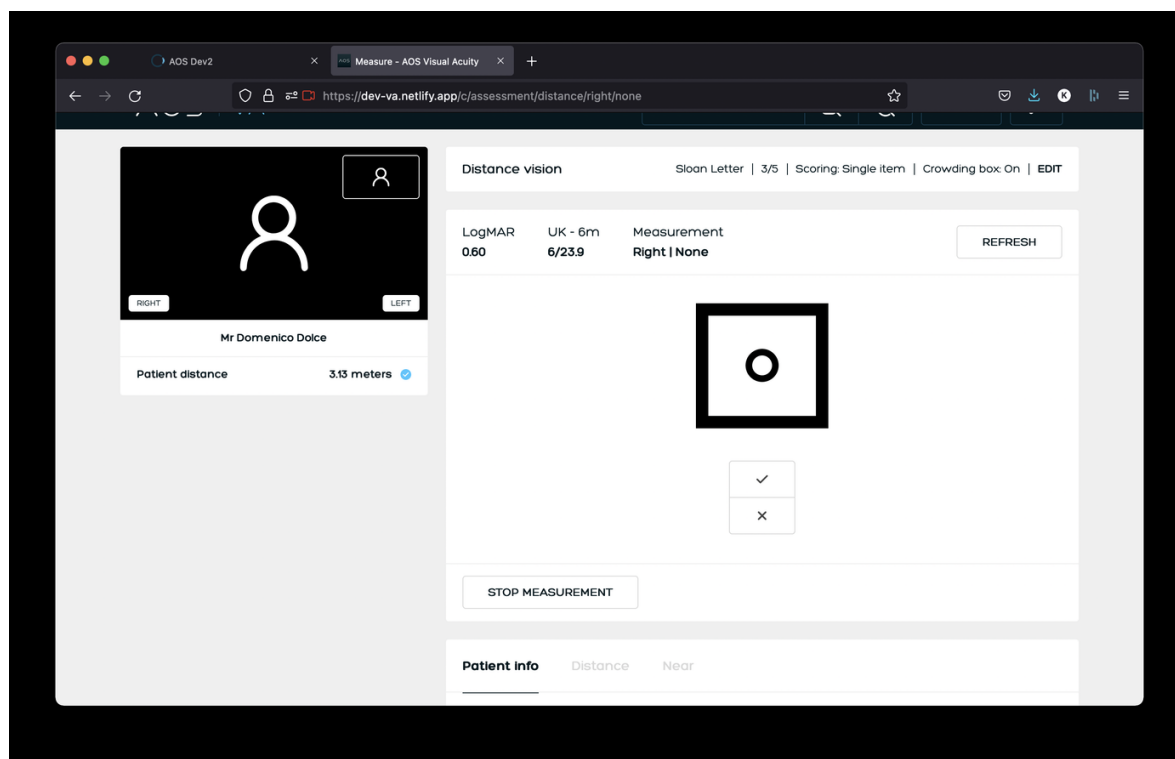 AOS Dev2
AOS Measure - AOS Visual Acuity
https://dev-va.netlify.app/c/assessment/distance/right/none
K
RIGHT
LEFT
Mr Domenico Dolce
Patient distance 3.13 meters
Distance vision Sloan Letter | 3/5 | Scoring: Single item | Crowding box: On | EDIT
LogMAR UK - 6m Measurement
0.60 6/23.9 Right | None
REFRESH
O
STOP MEASUREMENT
Patient info Distance Near